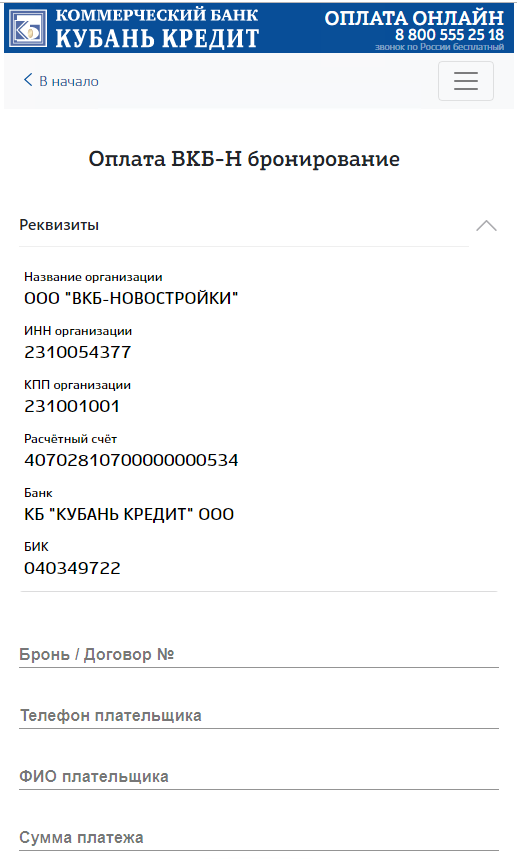 КОММЕРЧЕСКИЙ БАНК
КУБАНЬ КРЕДИТ
ОПЛАТА ОНЛАЙН
8 800 555 25 18
звонок по России бесплатный
В начало
Оплата ВКБ-Н бронирование
Реквизиты
Название организации
ООО "ВКБ-НОВОСТРОЙКИ"
ИНН организации
2310054377
КПП организации
231001001
Расчётный счёт
40702810700000000534
Банк
КБ "КУБАНЬ КРЕДИТ" ООО
БИК
040349722
Бронь / Договор №
Телефон плательщика
ФИО плательщика
Сумма платежа